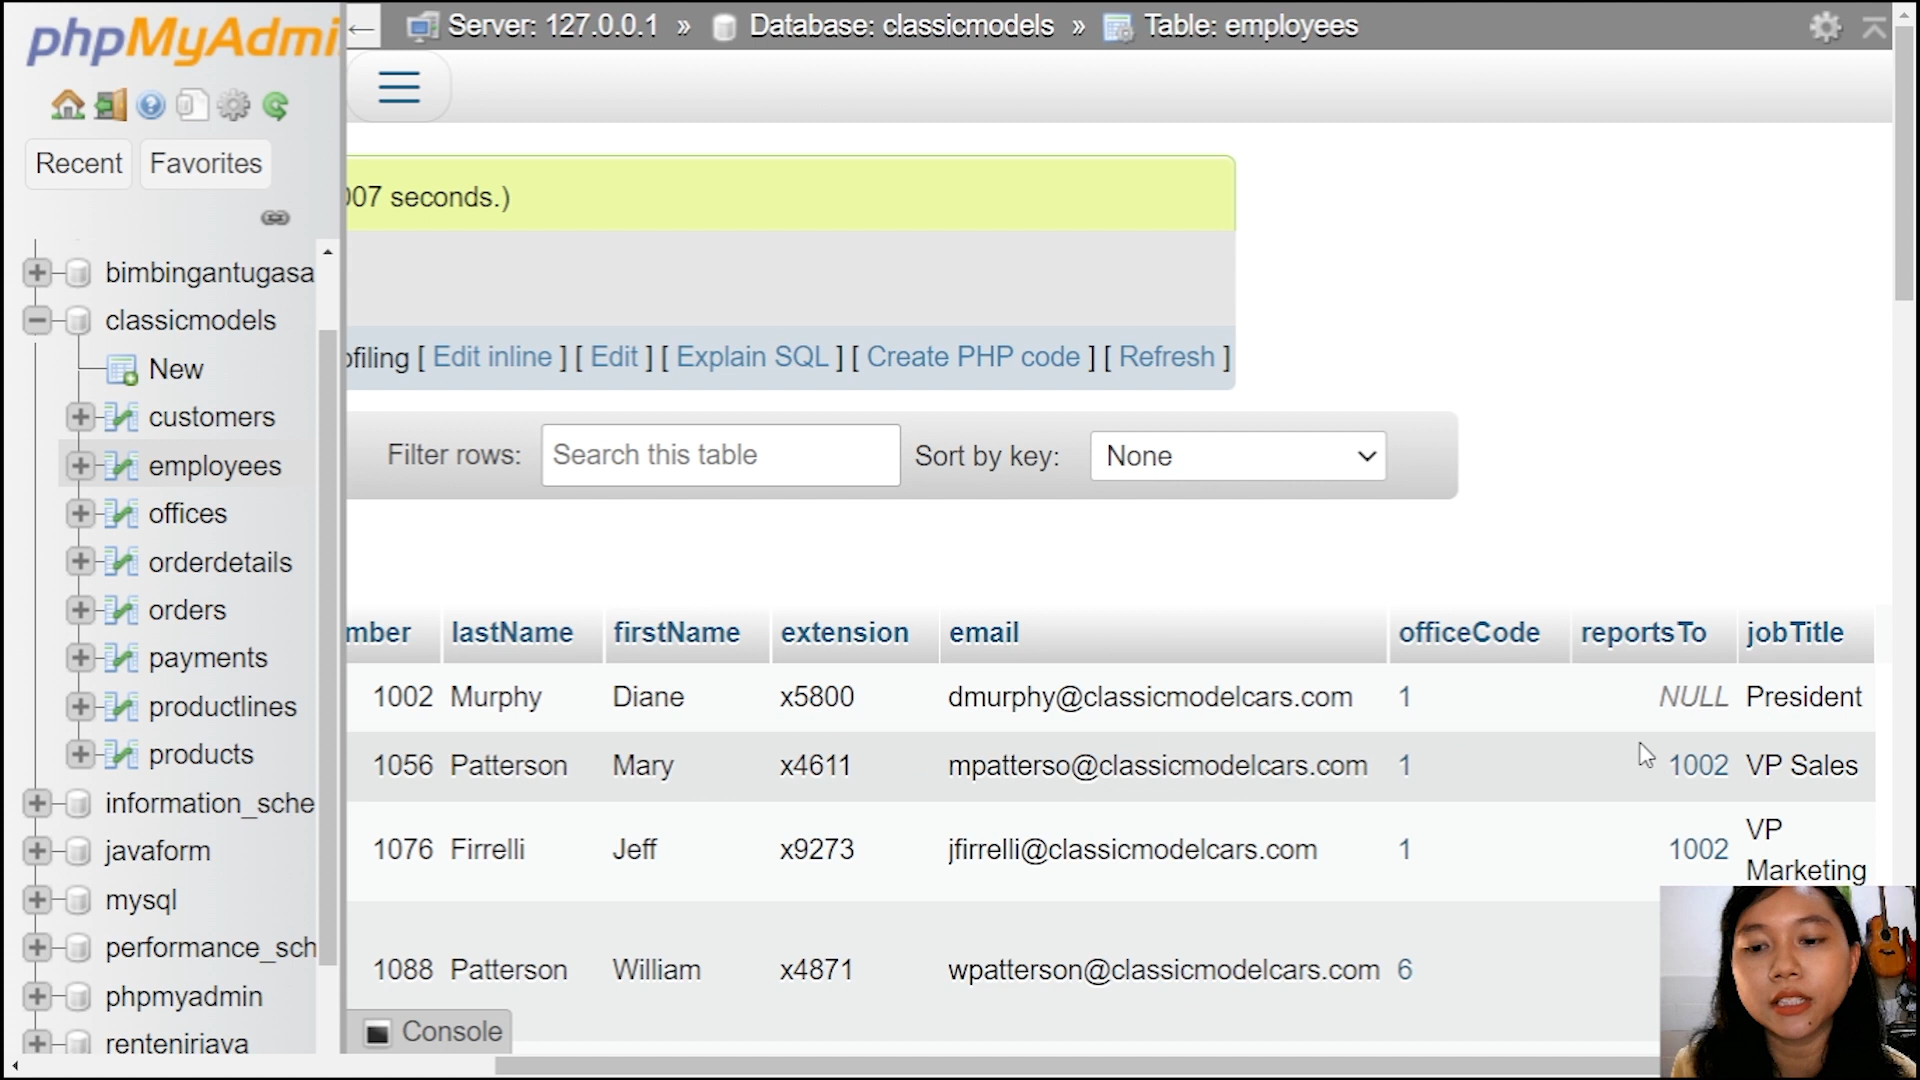 phpMyAdmi
Server: 127.0.0.1 » Database: classicmodels » Table: employees
Recent Favorites
007 seconds.)
bimbingantugasa
classicmodels
New
customers
employees
offices
orderdetails
orders
payments
productlines
products
information_sche
javaform
mysql
performance_sch
phpmyadmin
ofiling [ Edit inline ] [ Edit ] [ Explain SQL ] [ Create PHP code ] [ Refresh ]
Filter rows: Search this table Sort by key: None
mber lastName firstName extension email officeCode reportsTo jobTitle
1002 Murphy Diane x5800 dmurphy@classicmodelcars.com 1 NULL President
1056 Patterson Mary x4611 mpatterso@classicmodelcars.com 1 1002 VP Sales
1076 Firrelli Jeff x9273 jfirrelli@classicmodelcars.com 1 1002 VP
Marketing
1088 Patterson William x4871 wpatterson@classicmodelcars.com 6
Console